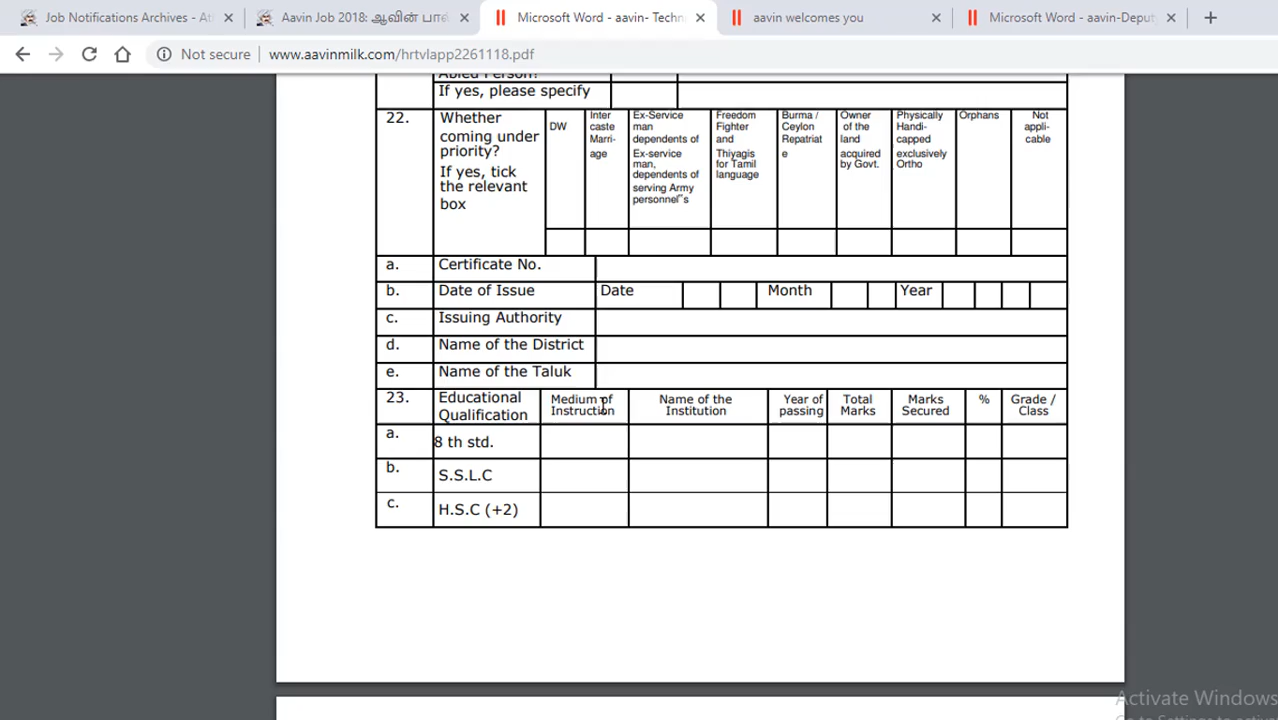 Job Notifications Archives - At
Aavin Job 2018: ஆவின் பால்
Microsoft Word - aavin- Techn
aavin welcomes you
Microsoft Word - aavin-Deput
Not secure www.aavinmilk.com/hrtvlapp2261118.pdf
Abled Person?
If yes, please specify
22. Whether coming under priority?
If yes, tick the relevant box
DW
Inter caste Marri-age
Ex-Service man dependents of Ex-service man, dependents of serving Army personnel"s
Freedom Fighter and Thiyagis for Tamil language
Burma / Ceylon Repatriat e
Owner of the land acquired by Govt.
Physically Handi-capped exclusively Ortho
Orphans
Not appli-cable
a. Certificate No.
b. Date of Issue Date Month Year
c. Issuing Authority
d. Name of the District
e. Name of the Taluk
23. Educational Qualification
Medium of Instruction
Name of the Institution
Year of passing
Total Marks
Marks Secured
%
Grade / Class
a. 8 th std.
b. S.S.L.C
c. H.S.C (+2)
Activate Windows